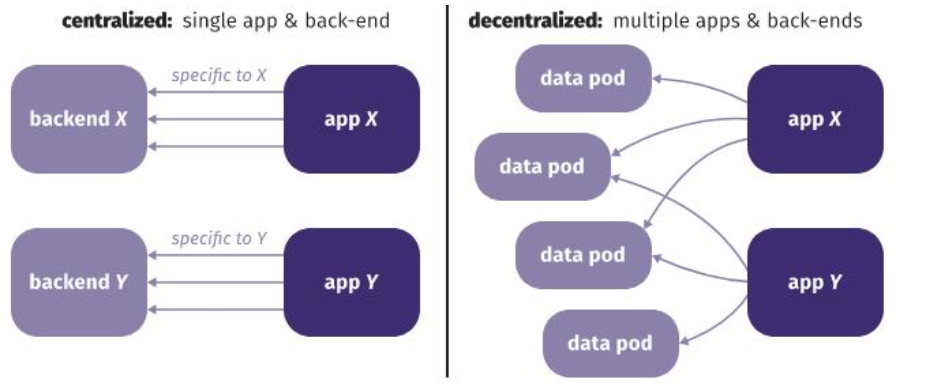 centralized: single app & back-end
specific to X
backend X
app X
specific to Y
backend Y
app Y
decentralized: multiple apps & back-ends
data pod
app X
data pod
data pod
app Y
data pod